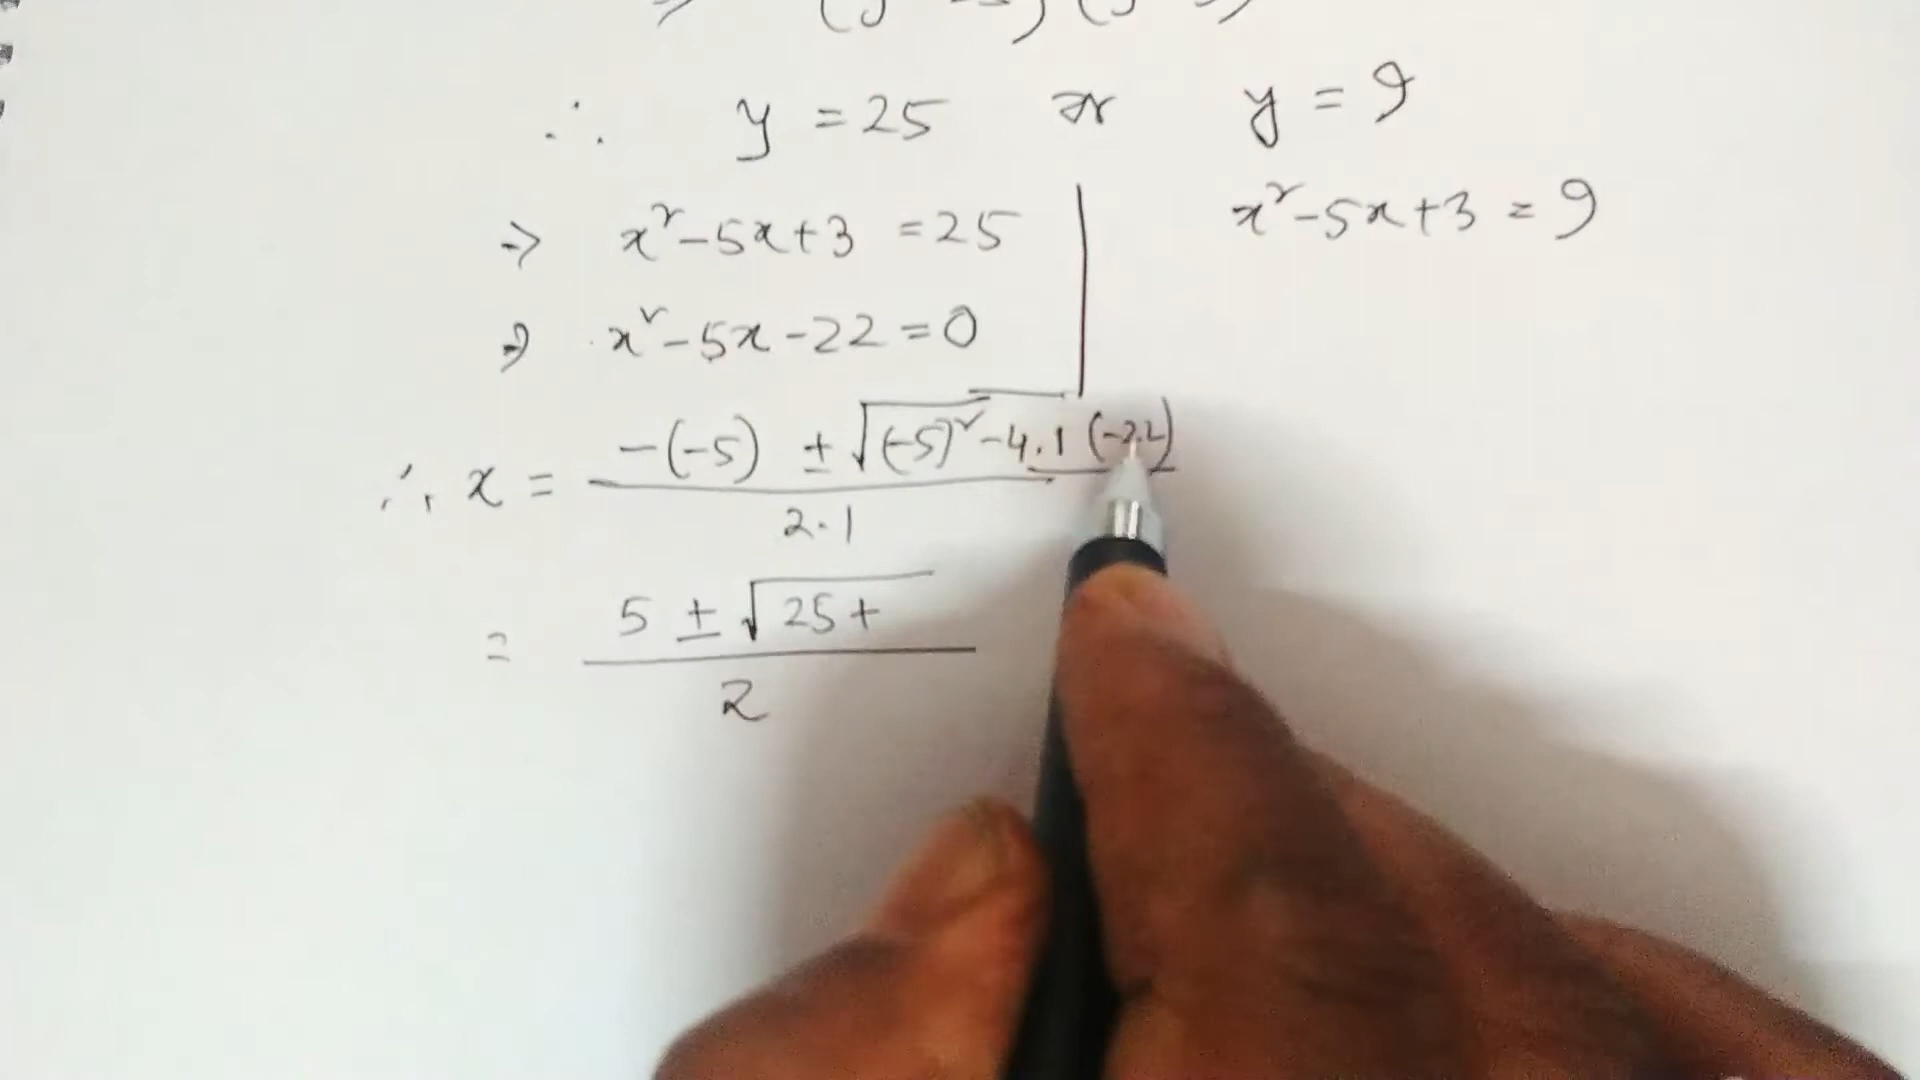 ∴ y = 25 or y = 9
⇒ x² - 5x + 3 = 25
x² - 5x + 3 = 9
⇒ x² - 5x - 22 = 0
∴ x = (-(-5) ± √((-5)² - 4.1(-22))) / 2·1
= (5 ± √(25 +)) / 2